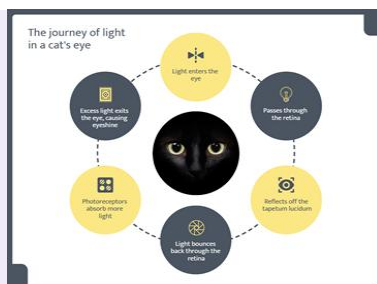 The journey of light
in a cat's eye
Light enters the
eye
Passes through the
retina
Reflects off the
tapetum lucidum
Light bounces
back through the
retina
Photoreceptors
absorb more
light
Excess light exits
the eye, causing
eyeshine